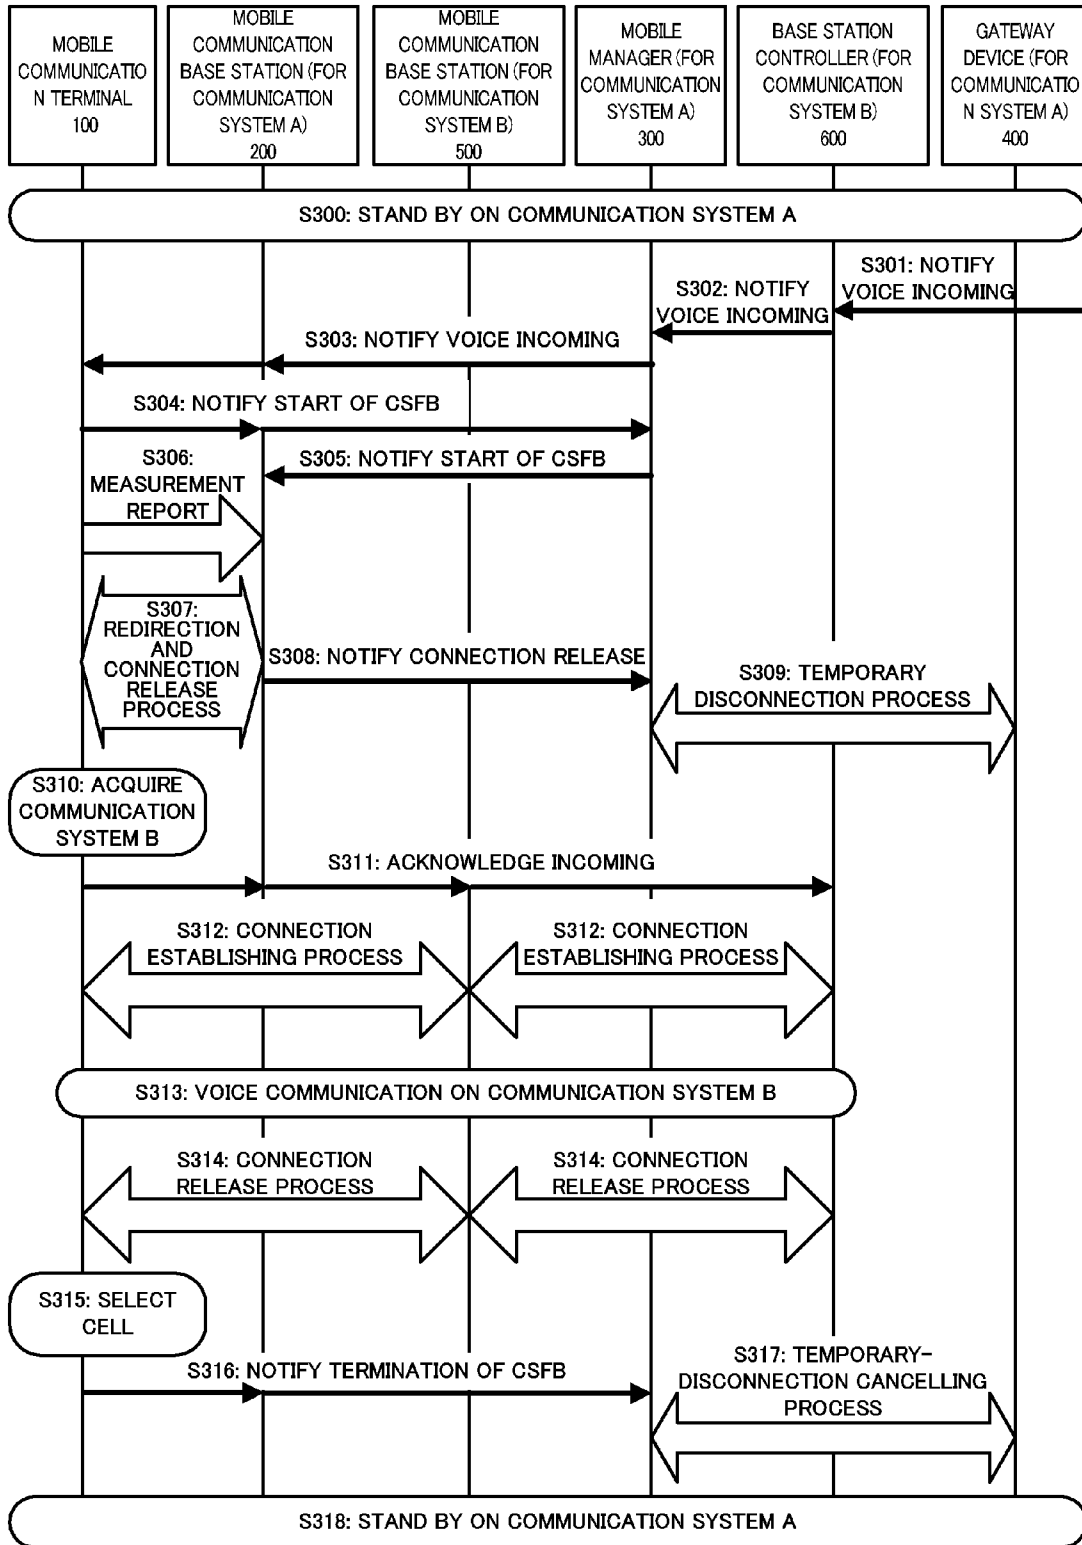 MOBILE
COMMUNICATIO
N TERMINAL
100
MOBILE
COMMUNICATION
BASE STATION (FOR
COMMUNICATION
SYSTEM A)
200
MOBILE
COMMUNICATION
BASE STATION (FOR
COMMUNICATION
SYSTEM B)
500
MOBILE
MANAGER (FOR
COMMUNICATION
SYSTEM A)
300
BASE STATION
CONTROLLER (FOR
COMMUNICATION
SYSTEM B)
600
GATEWAY
DEVICE (FOR
COMMUNICATIO
N SYSTEM A)
400
S300: STAND BY ON COMMUNICATION SYSTEM A
S301: NOTIFY
VOICE INCOMING
S302: NOTIFY
VOICE INCOMING
S303: NOTIFY VOICE INCOMING
S304: NOTIFY START OF CSFB
S305: NOTIFY START OF CSFB
S306:
MEASUREMENT
REPORT
S307:
REDIRECTION
AND
CONNECTION
RELEASE
PROCESS
S308: NOTIFY CONNECTION RELEASE
S309: TEMPORARY
DISCONNECTION PROCESS
S310: ACQUIRE
COMMUNICATION
SYSTEM B
S311: ACKNOWLEDGE INCOMING
S312: CONNECTION
ESTABLISHING PROCESS
S312: CONNECTION
ESTABLISHING PROCESS
S313: VOICE COMMUNICATION ON COMMUNICATION SYSTEM B
S314: CONNECTION
RELEASE PROCESS
S314: CONNECTION
RELEASE PROCESS
S315: SELECT
CELL
S316: NOTIFY TERMINATION OF CSFB
S317: TEMPORARY-
DISCONNECTION CANCELLING
PROCESS
S318: STAND BY ON COMMUNICATION SYSTEM A